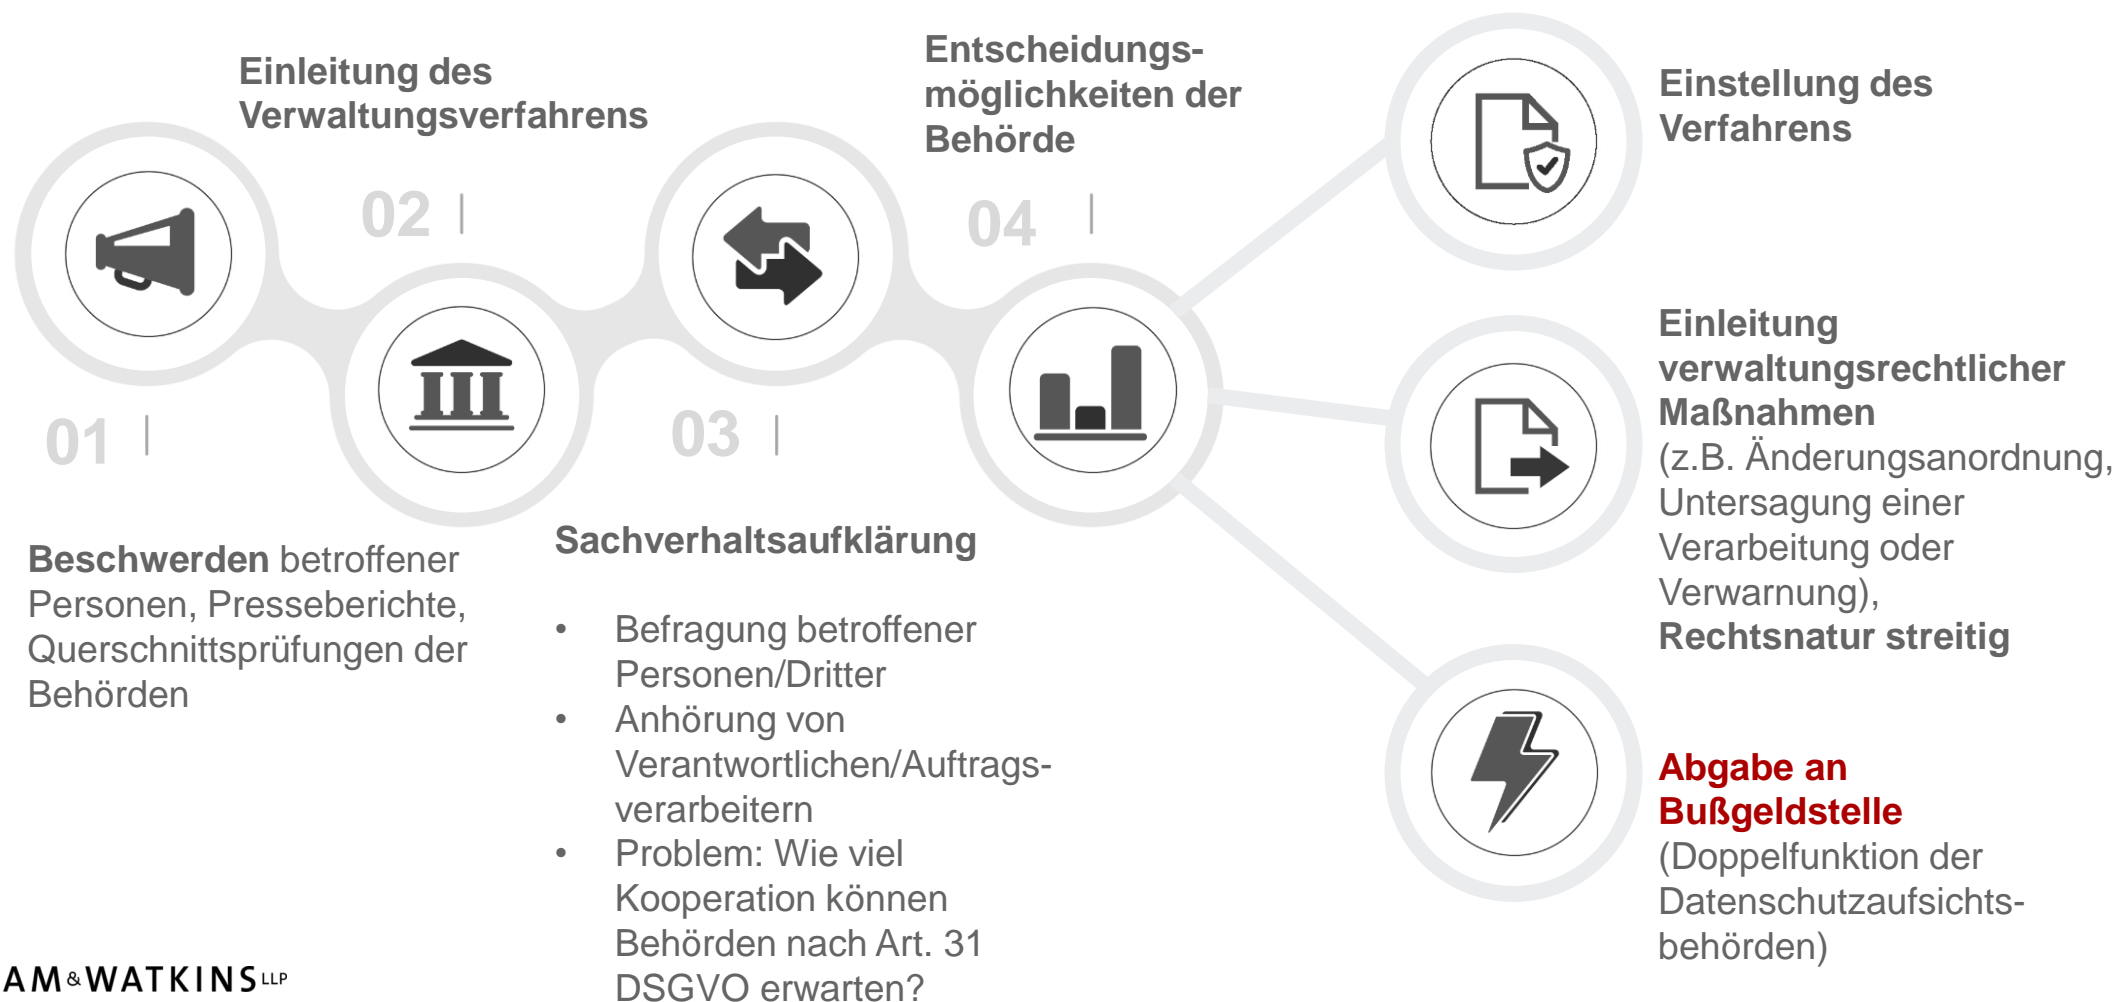 Einleitung des
Verwaltungsverfahrens
Entscheidungs-
möglichkeiten der
Behörde
Einstellung des
Verfahrens
02
04
01
03
Beschwerden betroffener
Personen, Presseberichte,
Querschnittsprüfungen der
Behörden
Sachverhaltsaufklärung
• Befragung betroffener
Personen/Dritter
• Anhörung von
Verantwortlichen/Auftrags-
verarbeitern
• Problem: Wie viel
Kooperation können
Behörden nach Art. 31
DSGVO erwarten?
Einleitung
verwaltungsrechtlicher
Maßnahmen
(z.B. Änderungsanordnung,
Untersagung einer
Verarbeitung oder
Verwarnung),
Rechtsnatur streitig
Abgabe an
Bußgeldstelle
(Doppelfunktion der
Datenschutzaufsichts-
behörden)
AM&WATKINS LLP